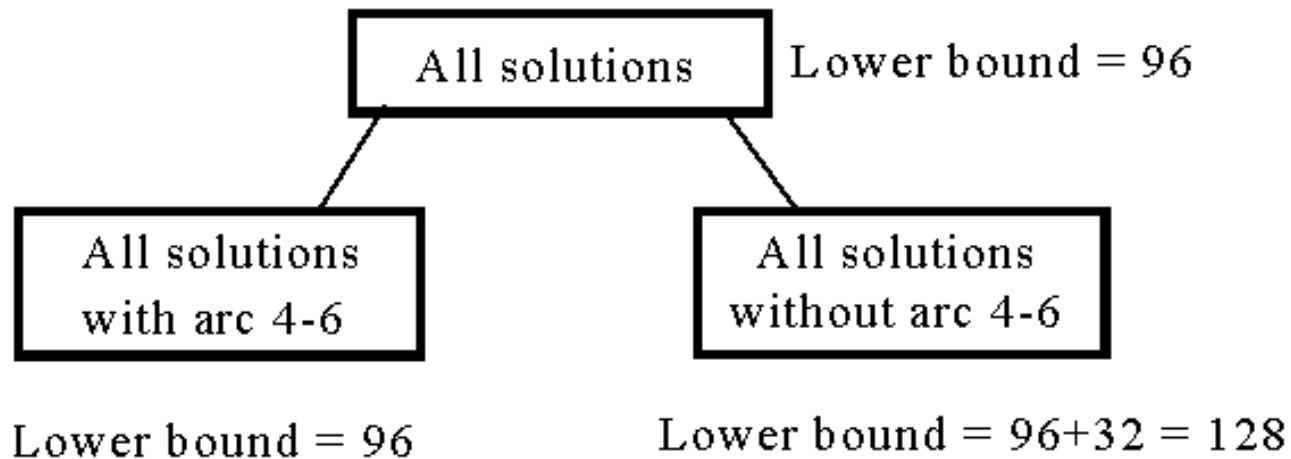 All solutions
Lower bound = 96
All solutions
with arc 4-6
All solutions
without arc 4-6
Lower bound = 96
Lower bound = 96+32 = 128